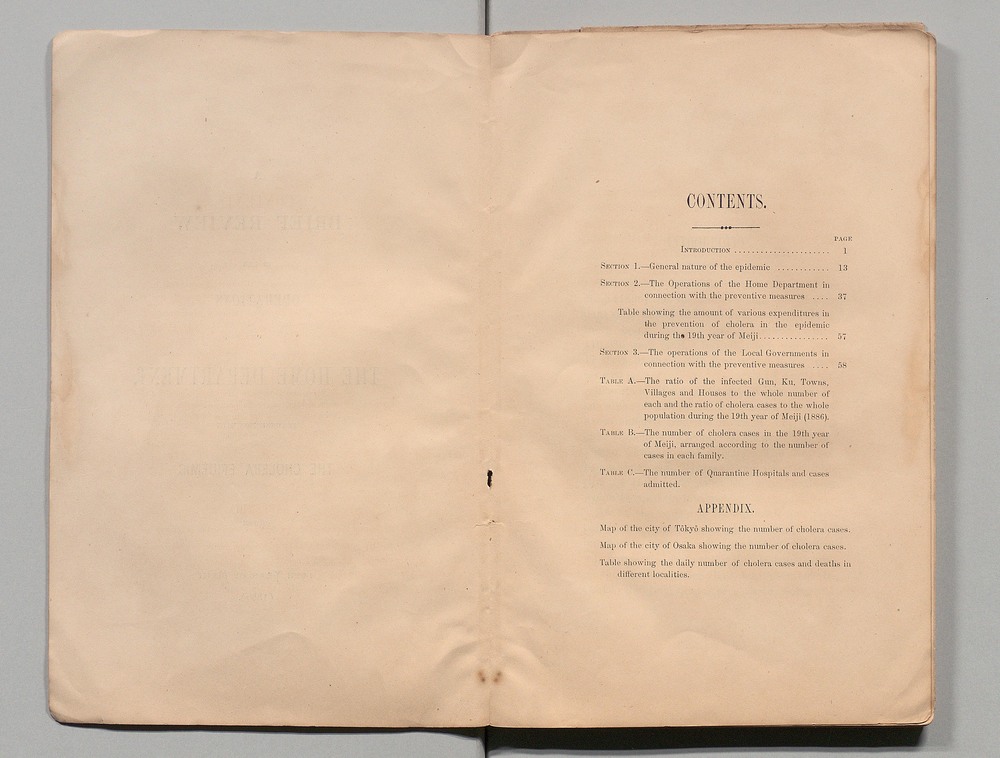 CONTENTS.
PAGE
INTRODUCTION ...................... 1
SECTION 1.—General nature of the epidemic ............ 13
SECTION 2.—The Operations of the Home Department in
connection with the preventive measures .... 37
Table showing the amount of various expenditures in
the prevention of cholera in the epidemic
during the 19th year of Meiji................ 57
SECTION 3.—The operations of the Local Governments in
connection with the preventive measures .... 58
TABLE A.—The ratio of the infected Gun, Ku, Towns,
Villages and Houses to the whole number of
each and the ratio of cholera cases to the whole
population during the 19th year of Meiji (1886).
TABLE B.—The number of cholera cases in the 19th year
of Meiji, arranged according to the number of
cases in each family.
TABLE C.—The number of Quarantine Hospitals and cases
admitted.
APPENDIX.
Map of the city of Tōkyō showing the number of cholera cases.
Map of the city of Osaka showing the number of cholera cases.
Table showing the daily number of cholera cases and deaths in
different localities.